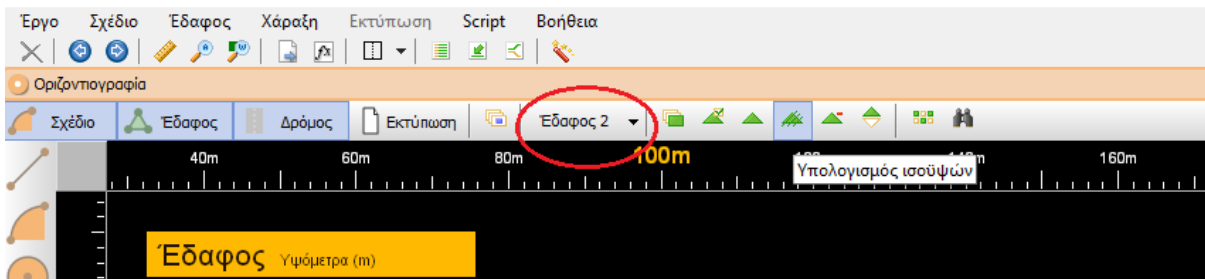 Έργο Σχέδιο Έδαφος Χάραξη Εκτύπωση Script Βοήθεια
Οριζοντιογραφία
Σχέδιο Έδαφος Δρόμος Εκτύπωση Έδαφος 2
40m 60m 80m 100m 160m
Υπολογισμός ισοϋψών
Έδαφος Υψόμετρα (m)